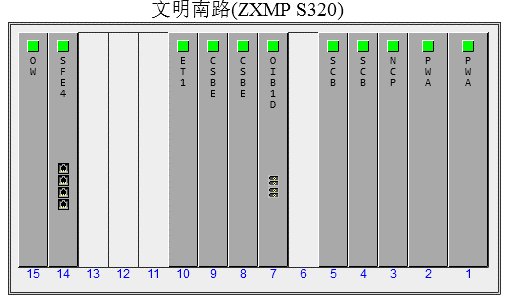 文明南路(ZXMP S320)
OW SFE4 ET1 CSBE CSBE OIB1D SCB SCB NCP PWA PWA
15 14 13 12 11 10 9 8 7 6 5 4 3 2 1